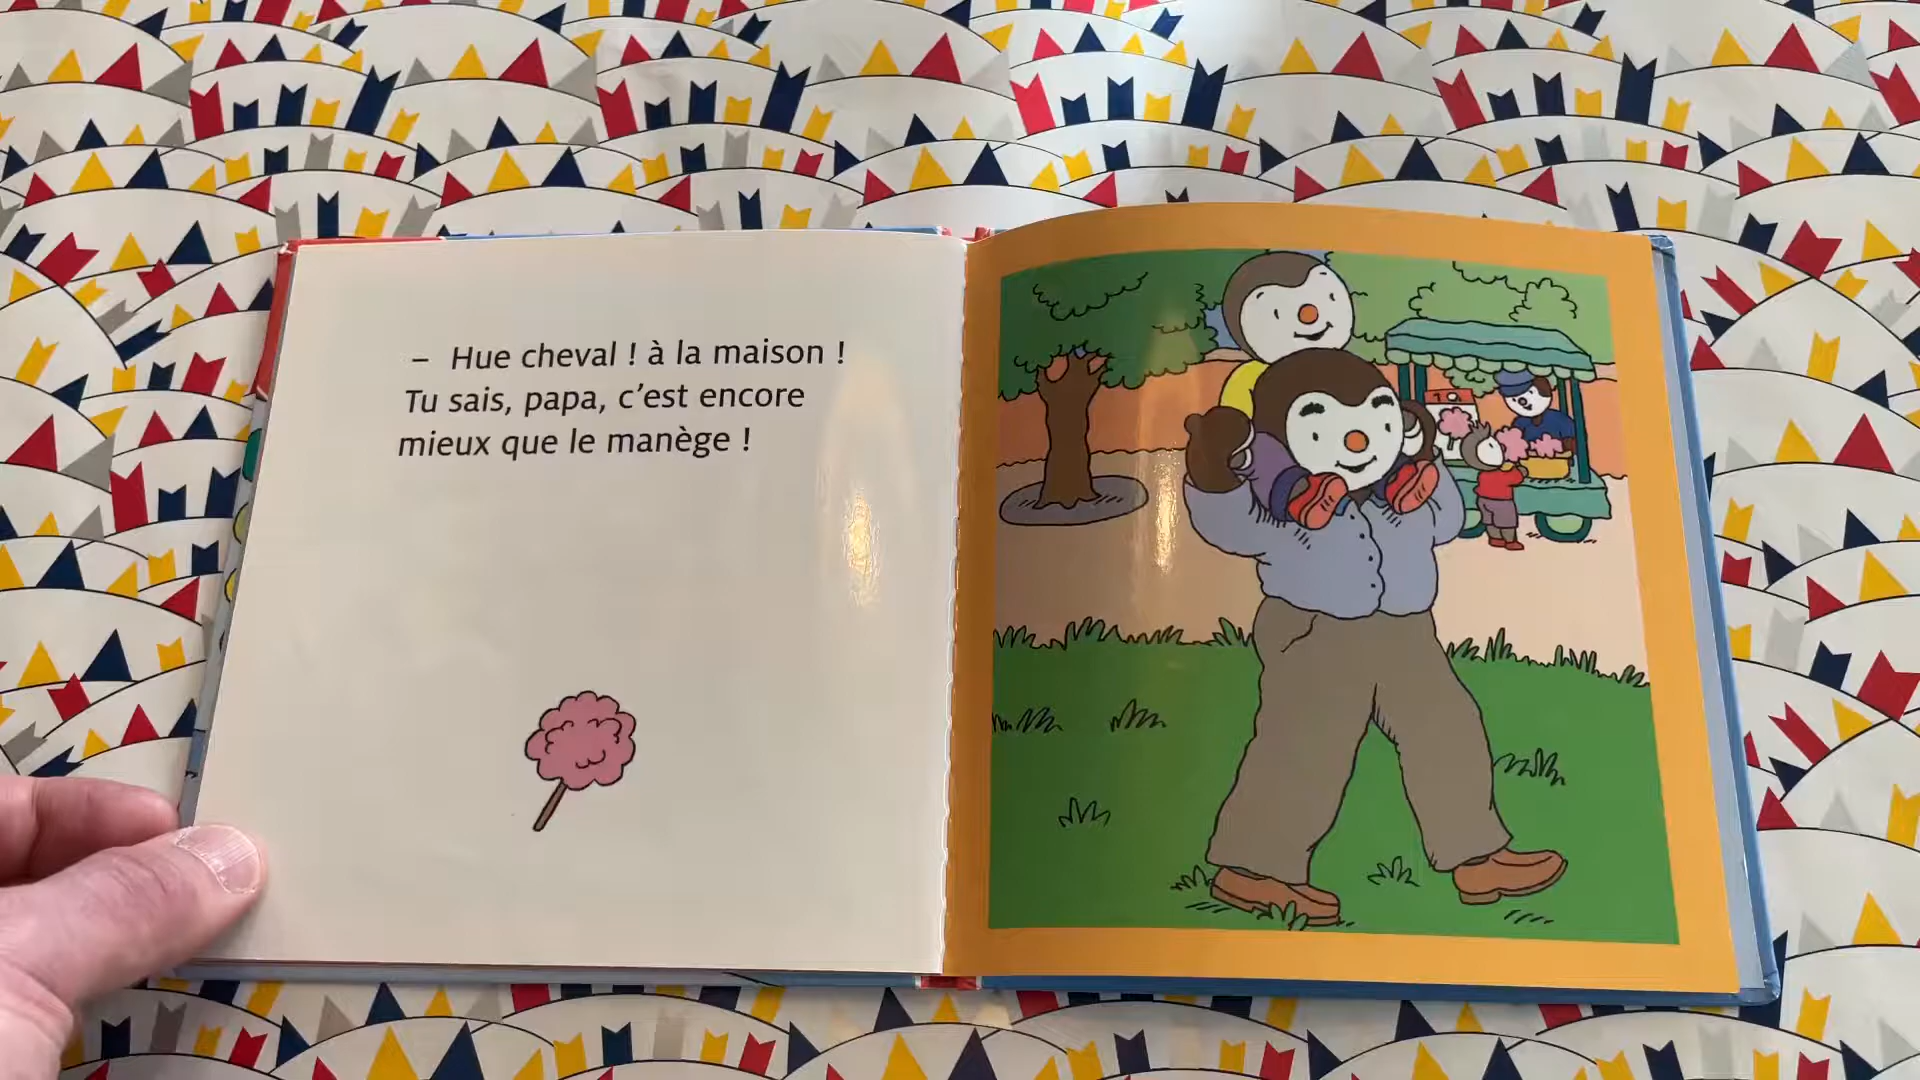 – Hue cheval ! à la maison !
Tu sais, papa, c’est encore
mieux que le manège !